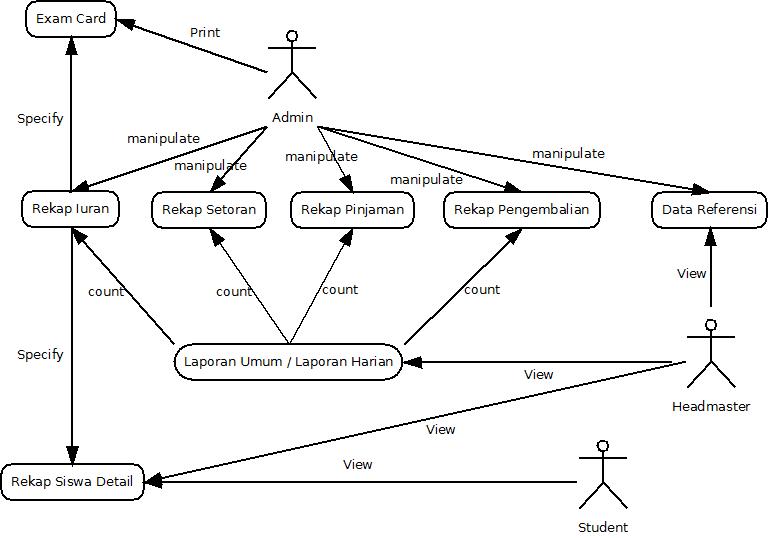 Exam Card
Print
Specify
Admin
manipulate
manipulate
manipulate
manipulate
manipulate
Rekap Iuran
Rekap Setoran
Rekap Pinjaman
Rekap Pengembalian
Data Referensi
View
count
count
count
count
Specify
Laporan Umum / Laporan Harian
View
Headmaster
View
View
Rekap Siswa Detail
Student